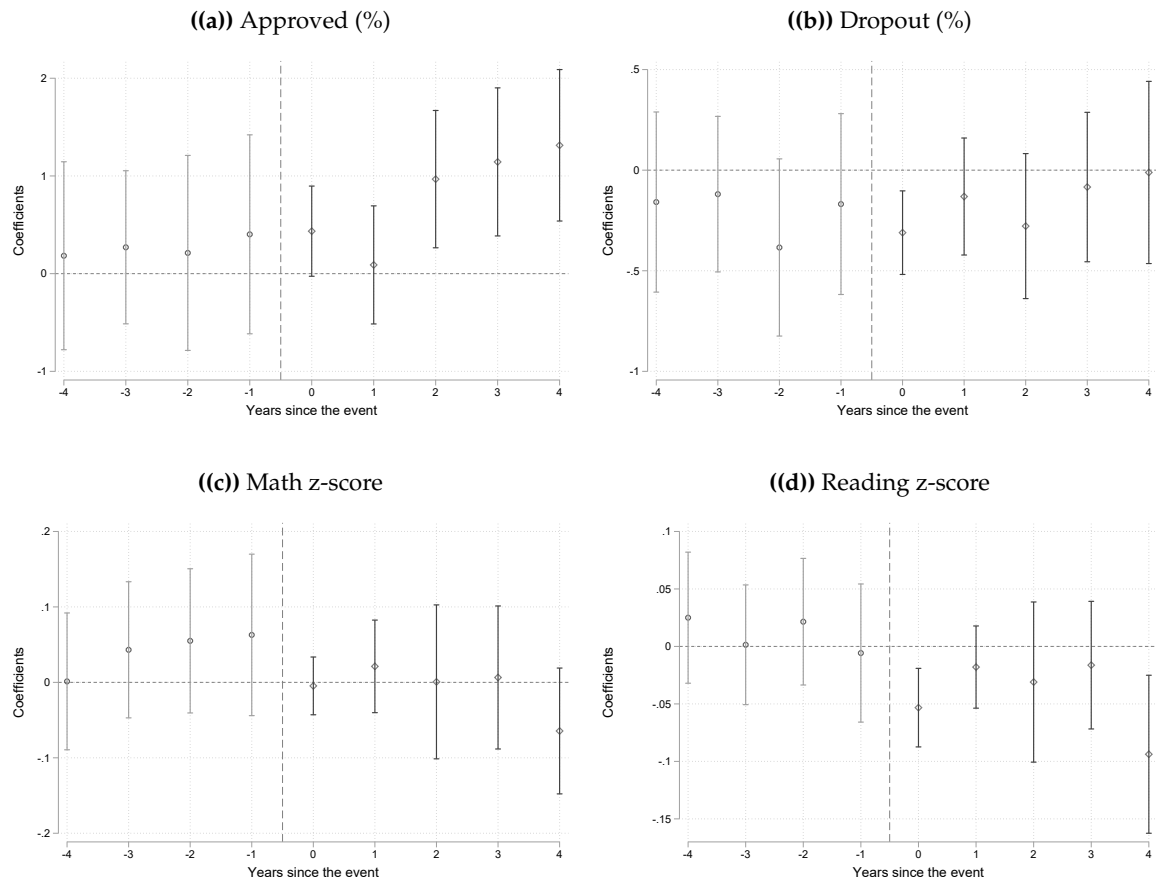 ((a)) Approved (%)
2
1
0
-1
Coefficients
-4 -3 -2 -1 0 1 2 3 4
Years since the event
((b)) Dropout (%)
.5
0
-.5
-1
Coefficients
-4 -3 -2 -1 0 1 2 3 4
Years since the event
((c)) Math z-score
.2
.1
0
-.1
-.2
Coefficients
-4 -3 -2 -1 0 1 2 3 4
Years since the event
((d)) Reading z-score
.1
.05
0
-.05
-.1
-.15
Coefficients
-4 -3 -2 -1 0 1 2 3 4
Years since the event